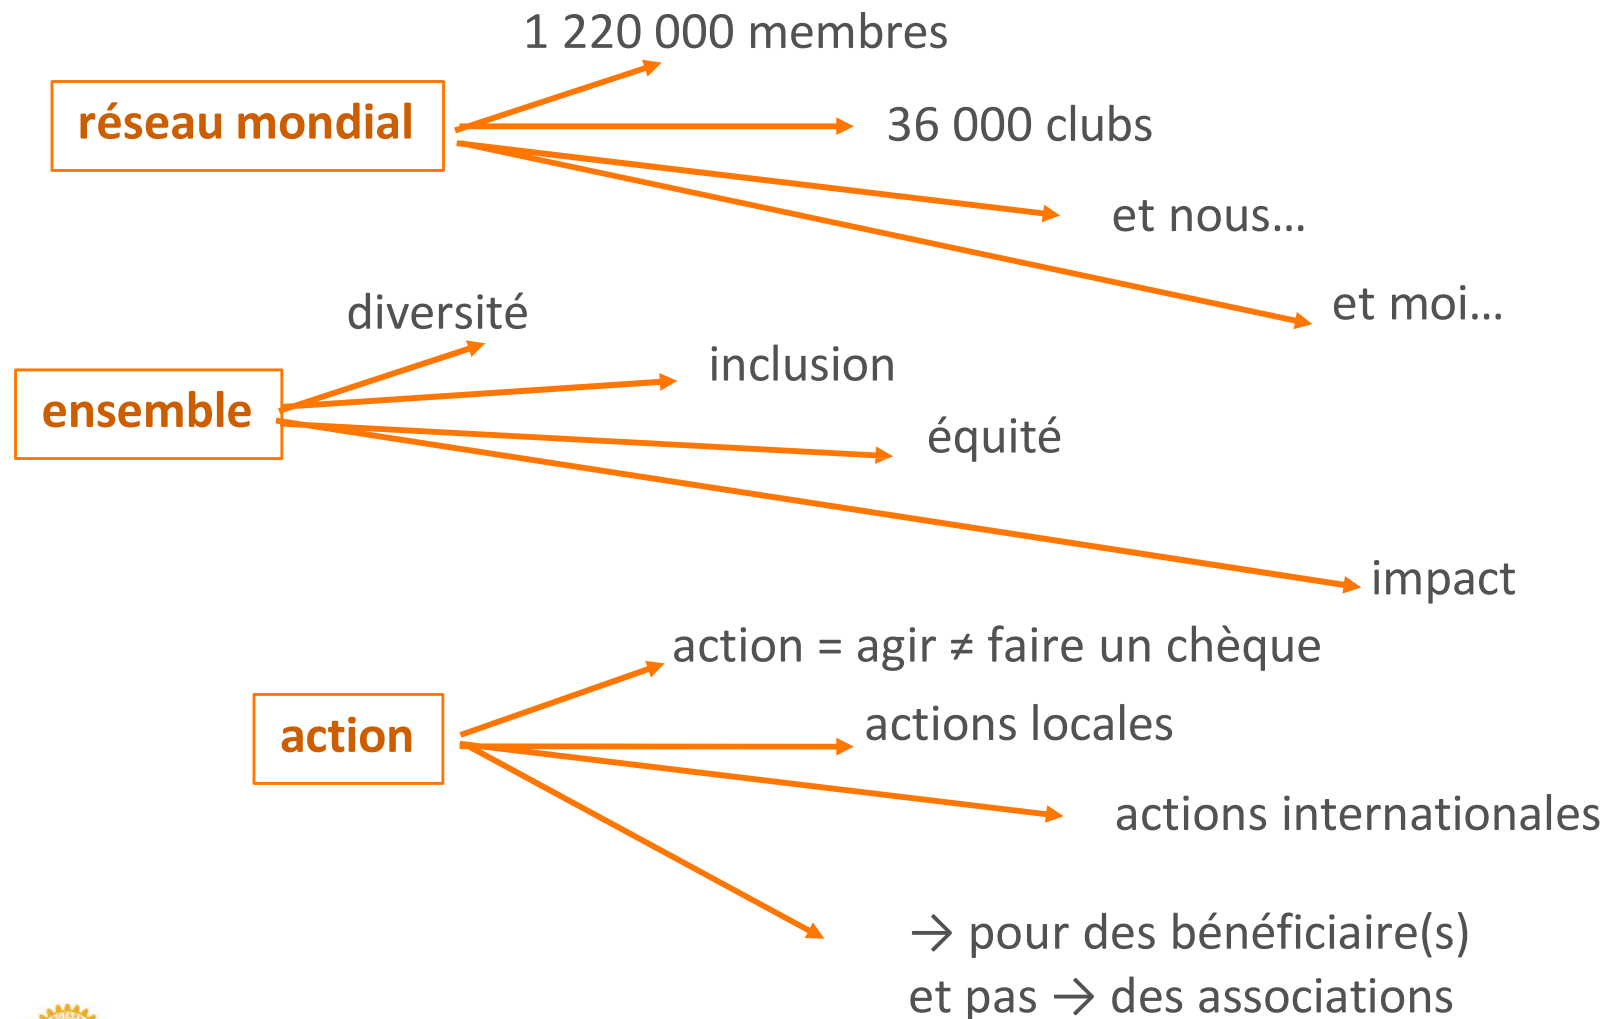 1 220 000 membres
réseau mondial
36 000 clubs
et nous...
et moi...
diversité
inclusion
ensemble
équité
impact
action = agir ≠ faire un chèque
actions locales
action
actions internationales
→ pour des bénéficiaire(s)
et pas → des associations